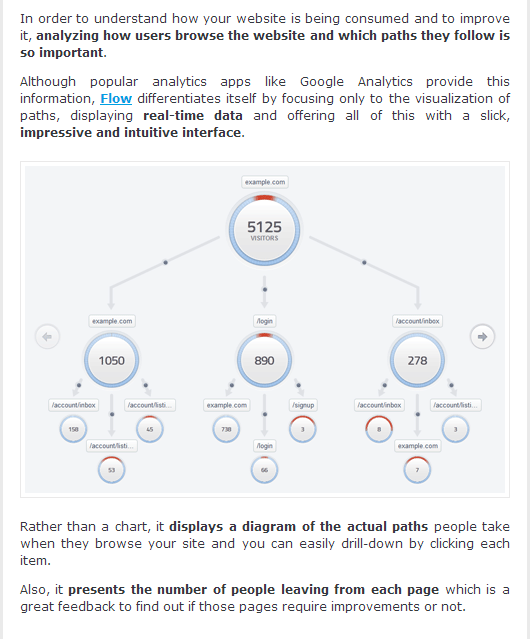 In order to understand how your website is being consumed and to improve
it, analyzing how users browse the website and which paths they follow is
so important.
Although popular analytics apps like Google Analytics provide this
information, Flow differentiates itself by focusing only to the visualization of
paths, displaying real-time data and offering all of this with a slick,
impressive and intuitive interface.
example.com
5125
VISITORS
example.com
/login
/account/inbox
1050
890
278
/account/inbox
/account/listi...
example.com
/signup
/account/inbox
/account/listi...
158
45
738
3
8
3
/account/listi...
/login
example.com
53
66
7
Rather than a chart, it displays a diagram of the actual paths people take
when they browse your site and you can easily drill-down by clicking each
item.
Also, it presents the number of people leaving from each page which is a
great feedback to find out if those pages require improvements or not.